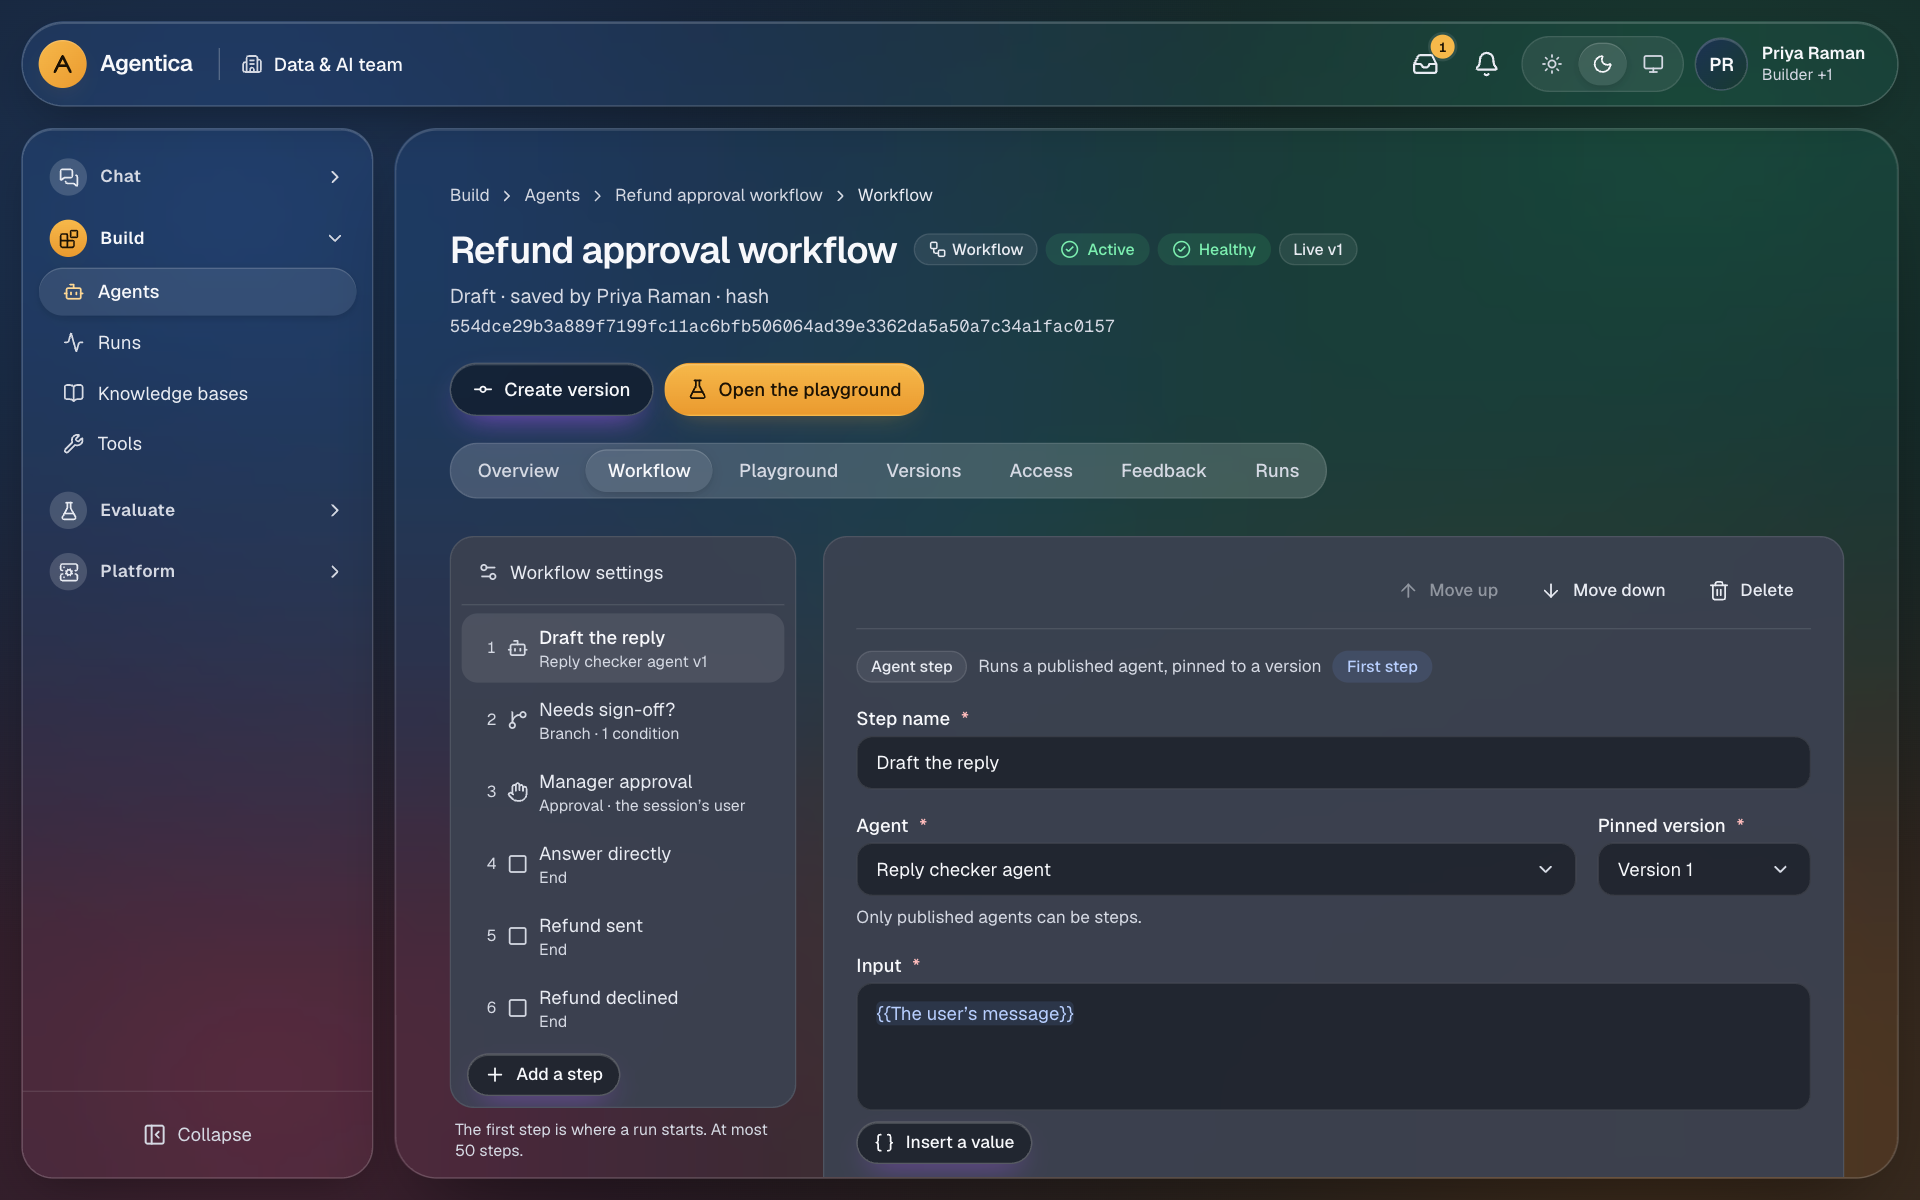 Agentica
Data & AI team
1
PR
Priya Raman
Builder +1
Chat
Build
Agents
Runs
Knowledge bases
Tools
Evaluate
Platform
Collapse
Build > Agents > Refund approval workflow > Workflow
Refund approval workflow
Workflow
Active
Healthy
Live v1
Draft · saved by Priya Raman · hash
554dce29b3a889f7199fc11ac6bfb506064ad39e3362da5a50a7c34a1fac0157
Create version
Open the playground
Overview
Workflow
Playground
Versions
Access
Feedback
Runs
Workflow settings
1 Draft the reply
Reply checker agent v1
2 Needs sign-off?
Branch · 1 condition
3 Manager approval
Approval · the session's user
4 Answer directly
End
5 Refund sent
End
6 Refund declined
End
Add a step
The first step is where a run starts. At most
50 steps.
Move up
Move down
Delete
Agent step
Runs a published agent, pinned to a version
First step
Step name *
Draft the reply
Agent *
Reply checker agent
Pinned version *
Version 1
Only published agents can be steps.
Input *
{{The user's message}}
Insert a value